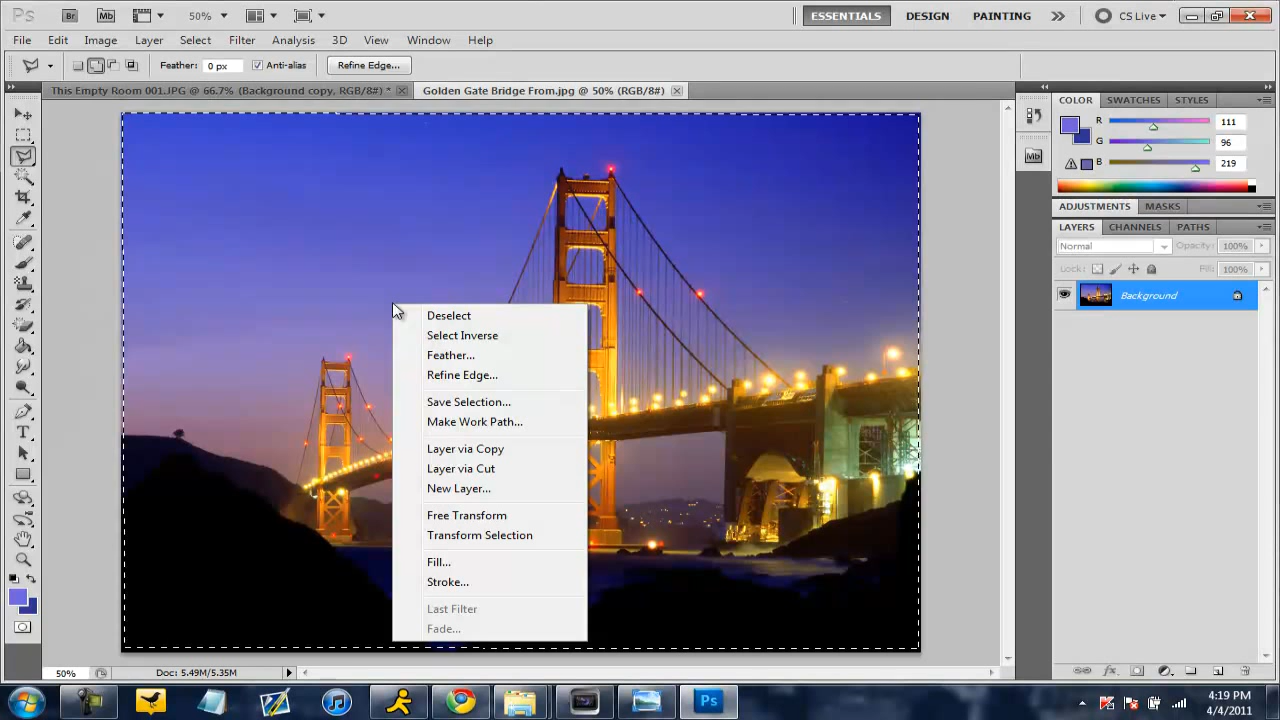 Ps Br Mb 50% ESSENTIALS DESIGN PAINTING CS Live
File Edit Image Layer Select Filter Analysis 3D View Window Help
Feather: 0 px Anti-alias Refine Edge...
This Empty Room 001.JPG @ 66.7% (Background copy, RGB/8#) * Golden Gate Bridge From.jpg @ 50% (RGB/8#)
COLOR SWATCHES STYLES
R 111
G 96
B 219
Mb
ADJUSTMENTS MASKS
LAYERS CHANNELS PATHS
Normal Opacity: 100%
Lock: Fill: 100%
Background
Deselect
Select Inverse
Feather...
Refine Edge...
Save Selection...
Make Work Path...
Layer via Copy
Layer via Cut
New Layer...
Free Transform
Transform Selection
Fill...
Stroke...
Last Filter
Fade...
T
fx
50% Doc: 5.49M/5.35M
Ps
4:19 PM
4/4/2011